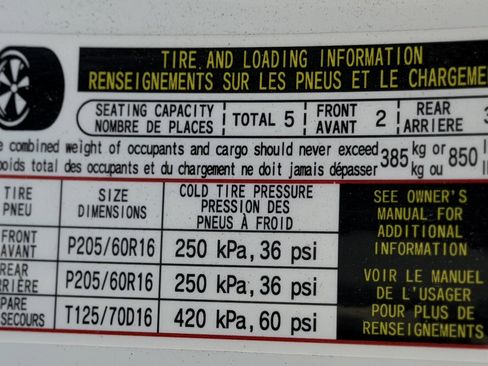 TIRE AND LOADING INFORMATION
RENSEIGNEMENTS SUR LES PNEUS ET LE CHARGEME
SEATING CAPACITY
NOMBRE DE PLACES
TOTAL 5
FRONT
AVANT
2
REAR
ARRIERE
combined weight of occupants and cargo should never exceed
poids total des occupants et du chargement ne doit jamais dépasser
385 kg or
kg ou
850
TIRE
PNEU
SIZE
DIMENSIONS
COLD TIRE PRESSURE
PRESSION DES
PNEUS À FROID
FRONT
AVANT
P205/60R16
250 kPa, 36 psi
REAR
RRIÈRE
P205/60R16
250 kPa, 36 psi
PARE
SECOURS
T125/70D16
420 kPa, 60 psi
SEE OWNER'S
MANUAL FOR
ADDITIONAL
INFORMATION
VOIR LE MANUEL
DE L'USAGER
POUR PLUS DE
RENSEIGNEMENTS